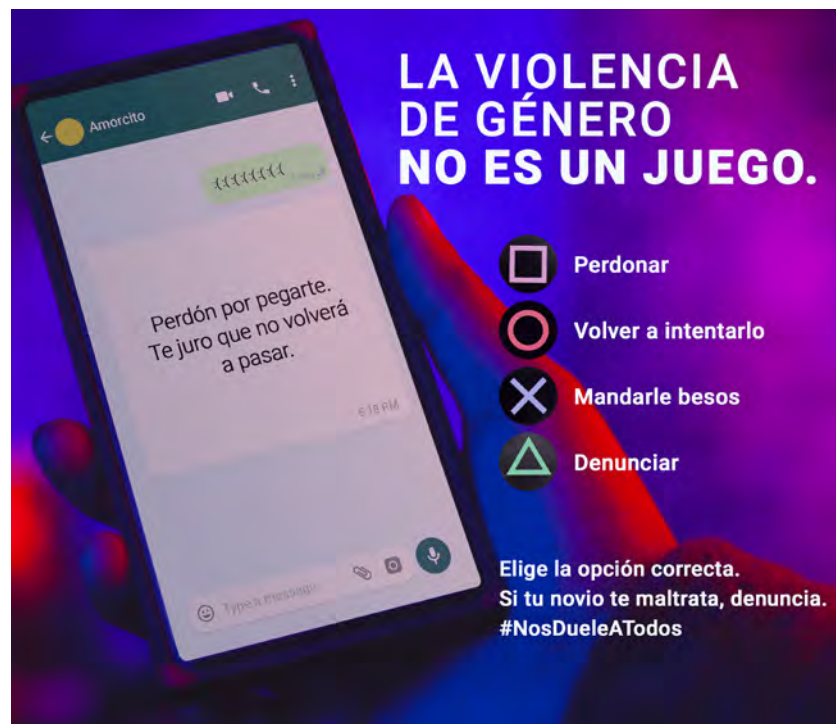 LA VIOLENCIA
DE GÉNERO
NO ES UN JUEGO.
Amorcito
Perdón por pegarte.
Te juro que no volverá
a pasar.
6:18 PM
Type a message
Perdonar
Volver a intentarlo
Mandarle besos
Denunciar
Elige la opción correcta.
Si tu novio te maltrata, denuncia.
#NosDueleATodos